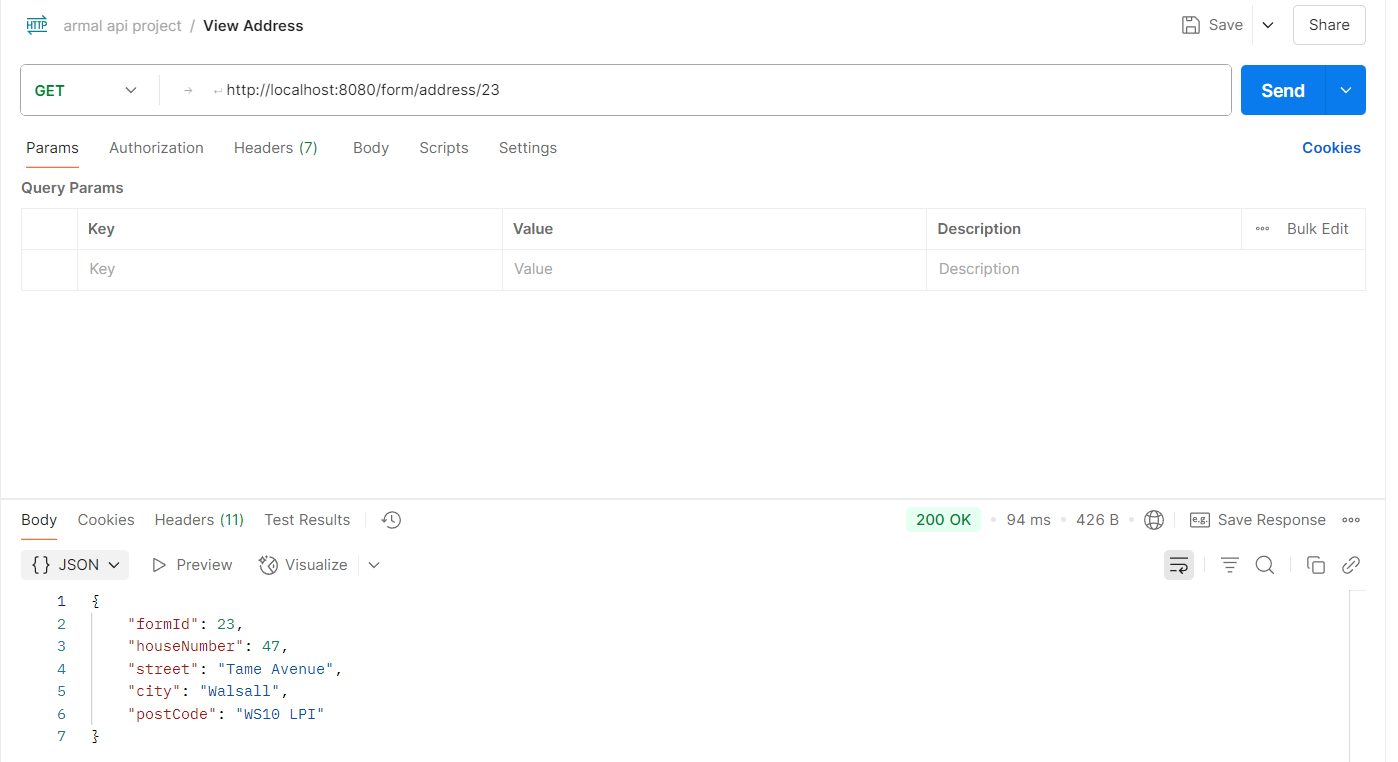 HTTP armal api project / View Address Save Share
GET → ↵ http://localhost:8080/form/address/23 Send
Params Authorization Headers (7) Body Scripts Settings Cookies
Query Params
Key Value Description ooo Bulk Edit
Key Value Description
Body Cookies Headers (11) Test Results 200 OK • 94 ms • 426 B • e.g. Save Response ooo
{} JSON Preview Visualize
1 {
2 "formId": 23,
3 "houseNumber": 47,
4 "street": "Tame Avenue",
5 "city": "Walsall",
6 "postCode": "WS10 LPI"
7 }